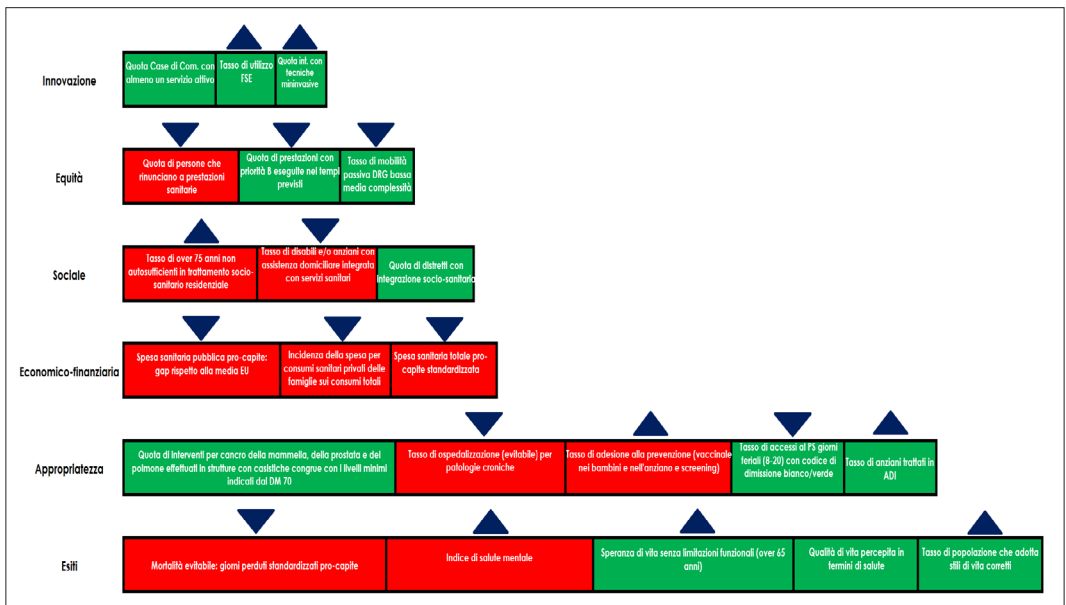 Innovazione
Quota Case di Com. con
almeno un servizio attivo
Tasso di utilizzo
FSE
Quota int. con
tecniche
mininvasive
Equità
Quota di persone che
rinunciano a prestazioni
sanitarie
Quota di prestazioni con
priorità B eseguite nei tempi
previsti
Tasso di mobilità
passiva DRG bassa
media complessità
Sociale
Tasso di over 75 anni non
autosufficienti in trattamento socio-
sanitario residenziale
Tasso di disabili e/o anziani con
assistenza domiciliare integrata
con servizi sanitari
Quota di distretti con
integrazione socio-sanitaria
Economico-finanziaria
Spesa sanitaria pubblica pro-capite:
gap rispetto alla media EU
Incidenza della spesa per
consumi sanitari privati delle
famiglie sui consumi totali
Spesa sanitaria totale pro-
capite standardizzata
Appropriatezza
Quota di interventi per cancro della mammella, della prostata e del
polmone effettuati in strutture con casistiche congrue con i livelli minimi
indicati dal DM 70
Tasso di ospedalizzazione (evitabile) per
patologie croniche
Tasso di adesione alla prevenzione (vaccinale
nei bambini e nell'anziano e screening)
Tasso di accessi al PS giorni
feriali (8-20) con codice di
dimissione bianco/verde
Tasso di anziani trattati in
ADI
Esiti
Mortalità evitabile: giorni perduti standardizzati pro-capite
Indice di salute mentale
Speranza di vita senza limitazioni funzionali (over 65
anni)
Qualità di vita percepita in
termini di salute
Tasso di popolazione che adotta
stili di vita corretti